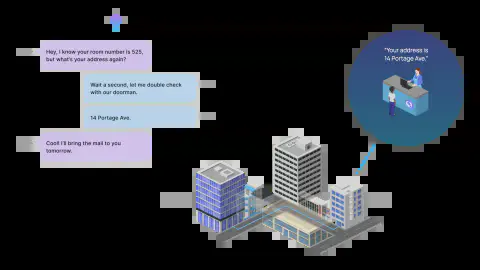 Hey, I know your room number is 525,
but what's your address again?
Wait a second, let me double check
with our doorman.
14 Portage Ave.
Cool! I'll bring the mail to you
tomorrow.
"Your address is
14 Portage Ave."